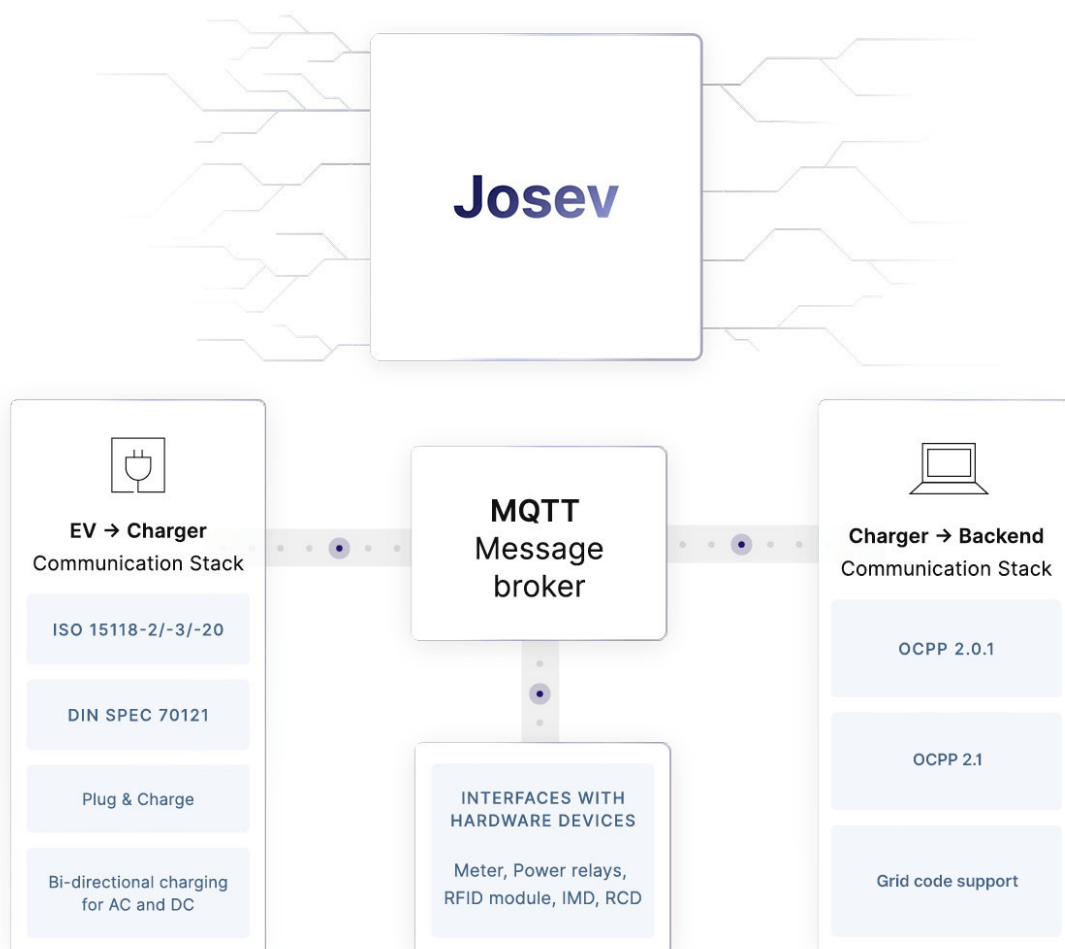 Josev
EV → Charger
Communication Stack
ISO 15118-2/-3/-20
DIN SPEC 70121
Plug & Charge
Bi-directional charging
for AC and DC
MQTT
Message
broker
INTERFACES WITH
HARDWARE DEVICES
Meter, Power relays,
RFID module, IMD, RCD
Charger → Backend
Communication Stack
OCPP 2.0.1
OCPP 2.1
Grid code support